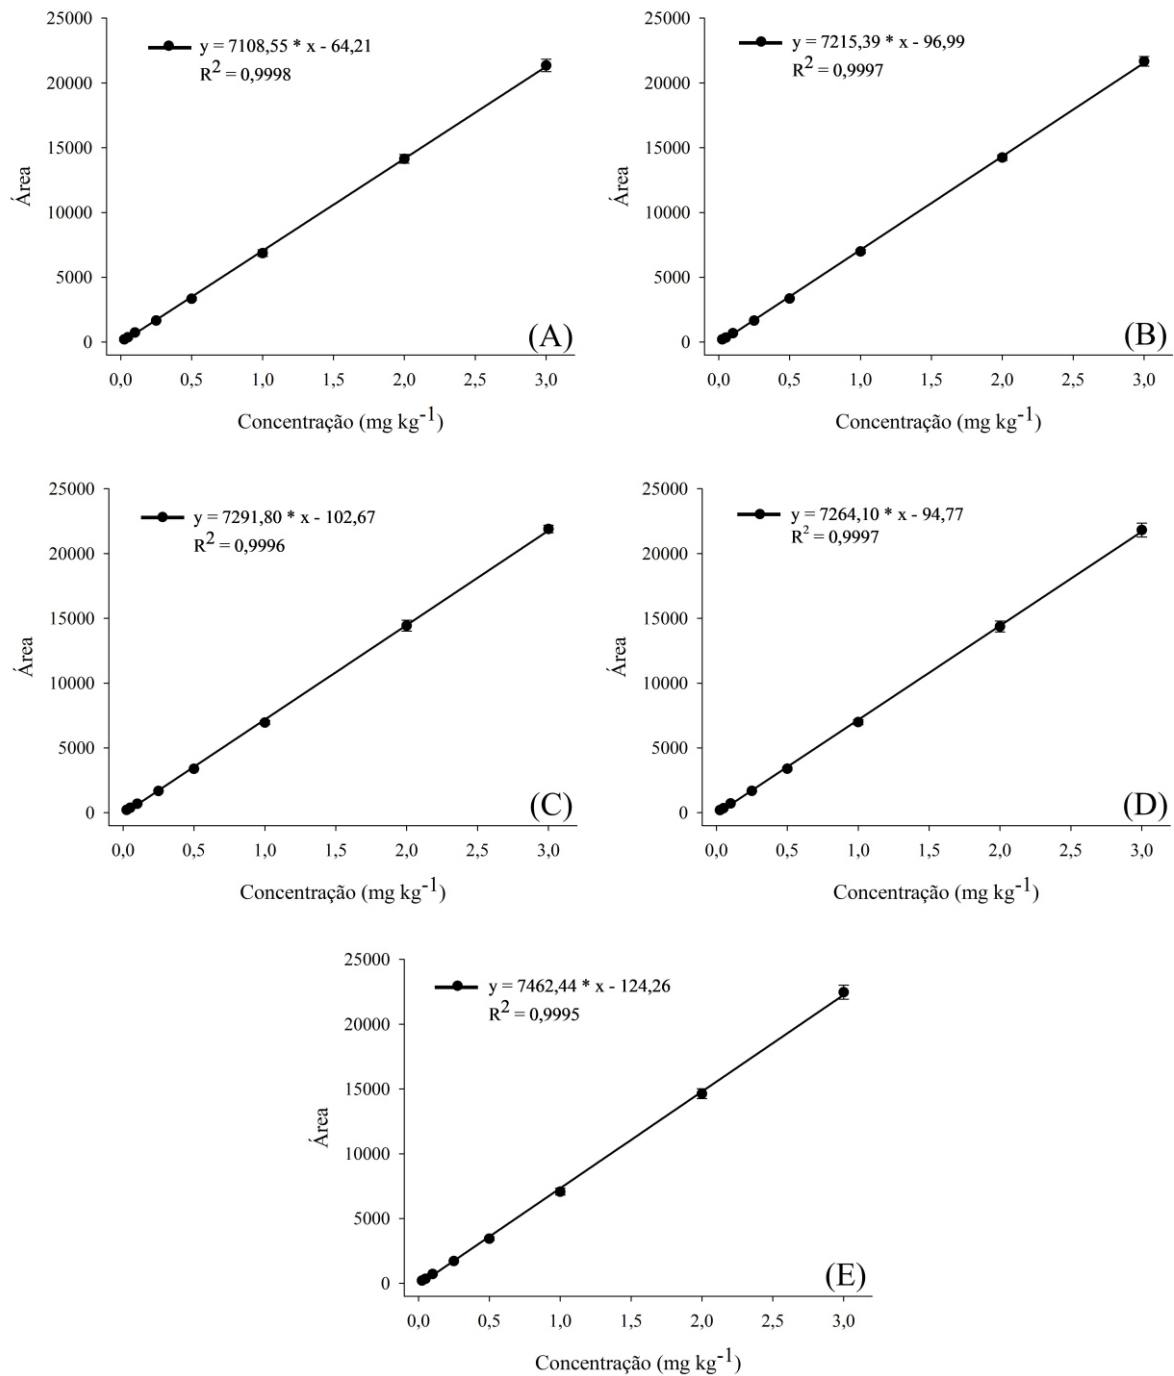 25000
y = 7108,55 * x - 64,21
R2 = 0,9998
20000
15000
Área
10000
5000
0
(A)
0,0 0,5 1,0 1,5 2,0 2,5 3,0
Concentração (mg kg-1)
25000
y = 7215,39 * x - 96,99
R2 = 0,9997
20000
15000
Área
10000
5000
0
(B)
0,0 0,5 1,0 1,5 2,0 2,5 3,0
Concentração (mg kg-1)
25000
y = 7291,80 * x - 102,67
R2 = 0,9996
20000
15000
Área
10000
5000
0
(C)
0,0 0,5 1,0 1,5 2,0 2,5 3,0
Concentração (mg kg-1)
25000
y = 7264,10 * x - 94,77
R2 = 0,9997
20000
15000
Área
10000
5000
0
(D)
0,0 0,5 1,0 1,5 2,0 2,5 3,0
Concentração (mg kg-1)
25000
y = 7462,44 * x - 124,26
R2 = 0,9995
20000
15000
Área
10000
5000
0
(E)
0,0 0,5 1,0 1,5 2,0 2,5 3,0
Concentração (mg kg-1)